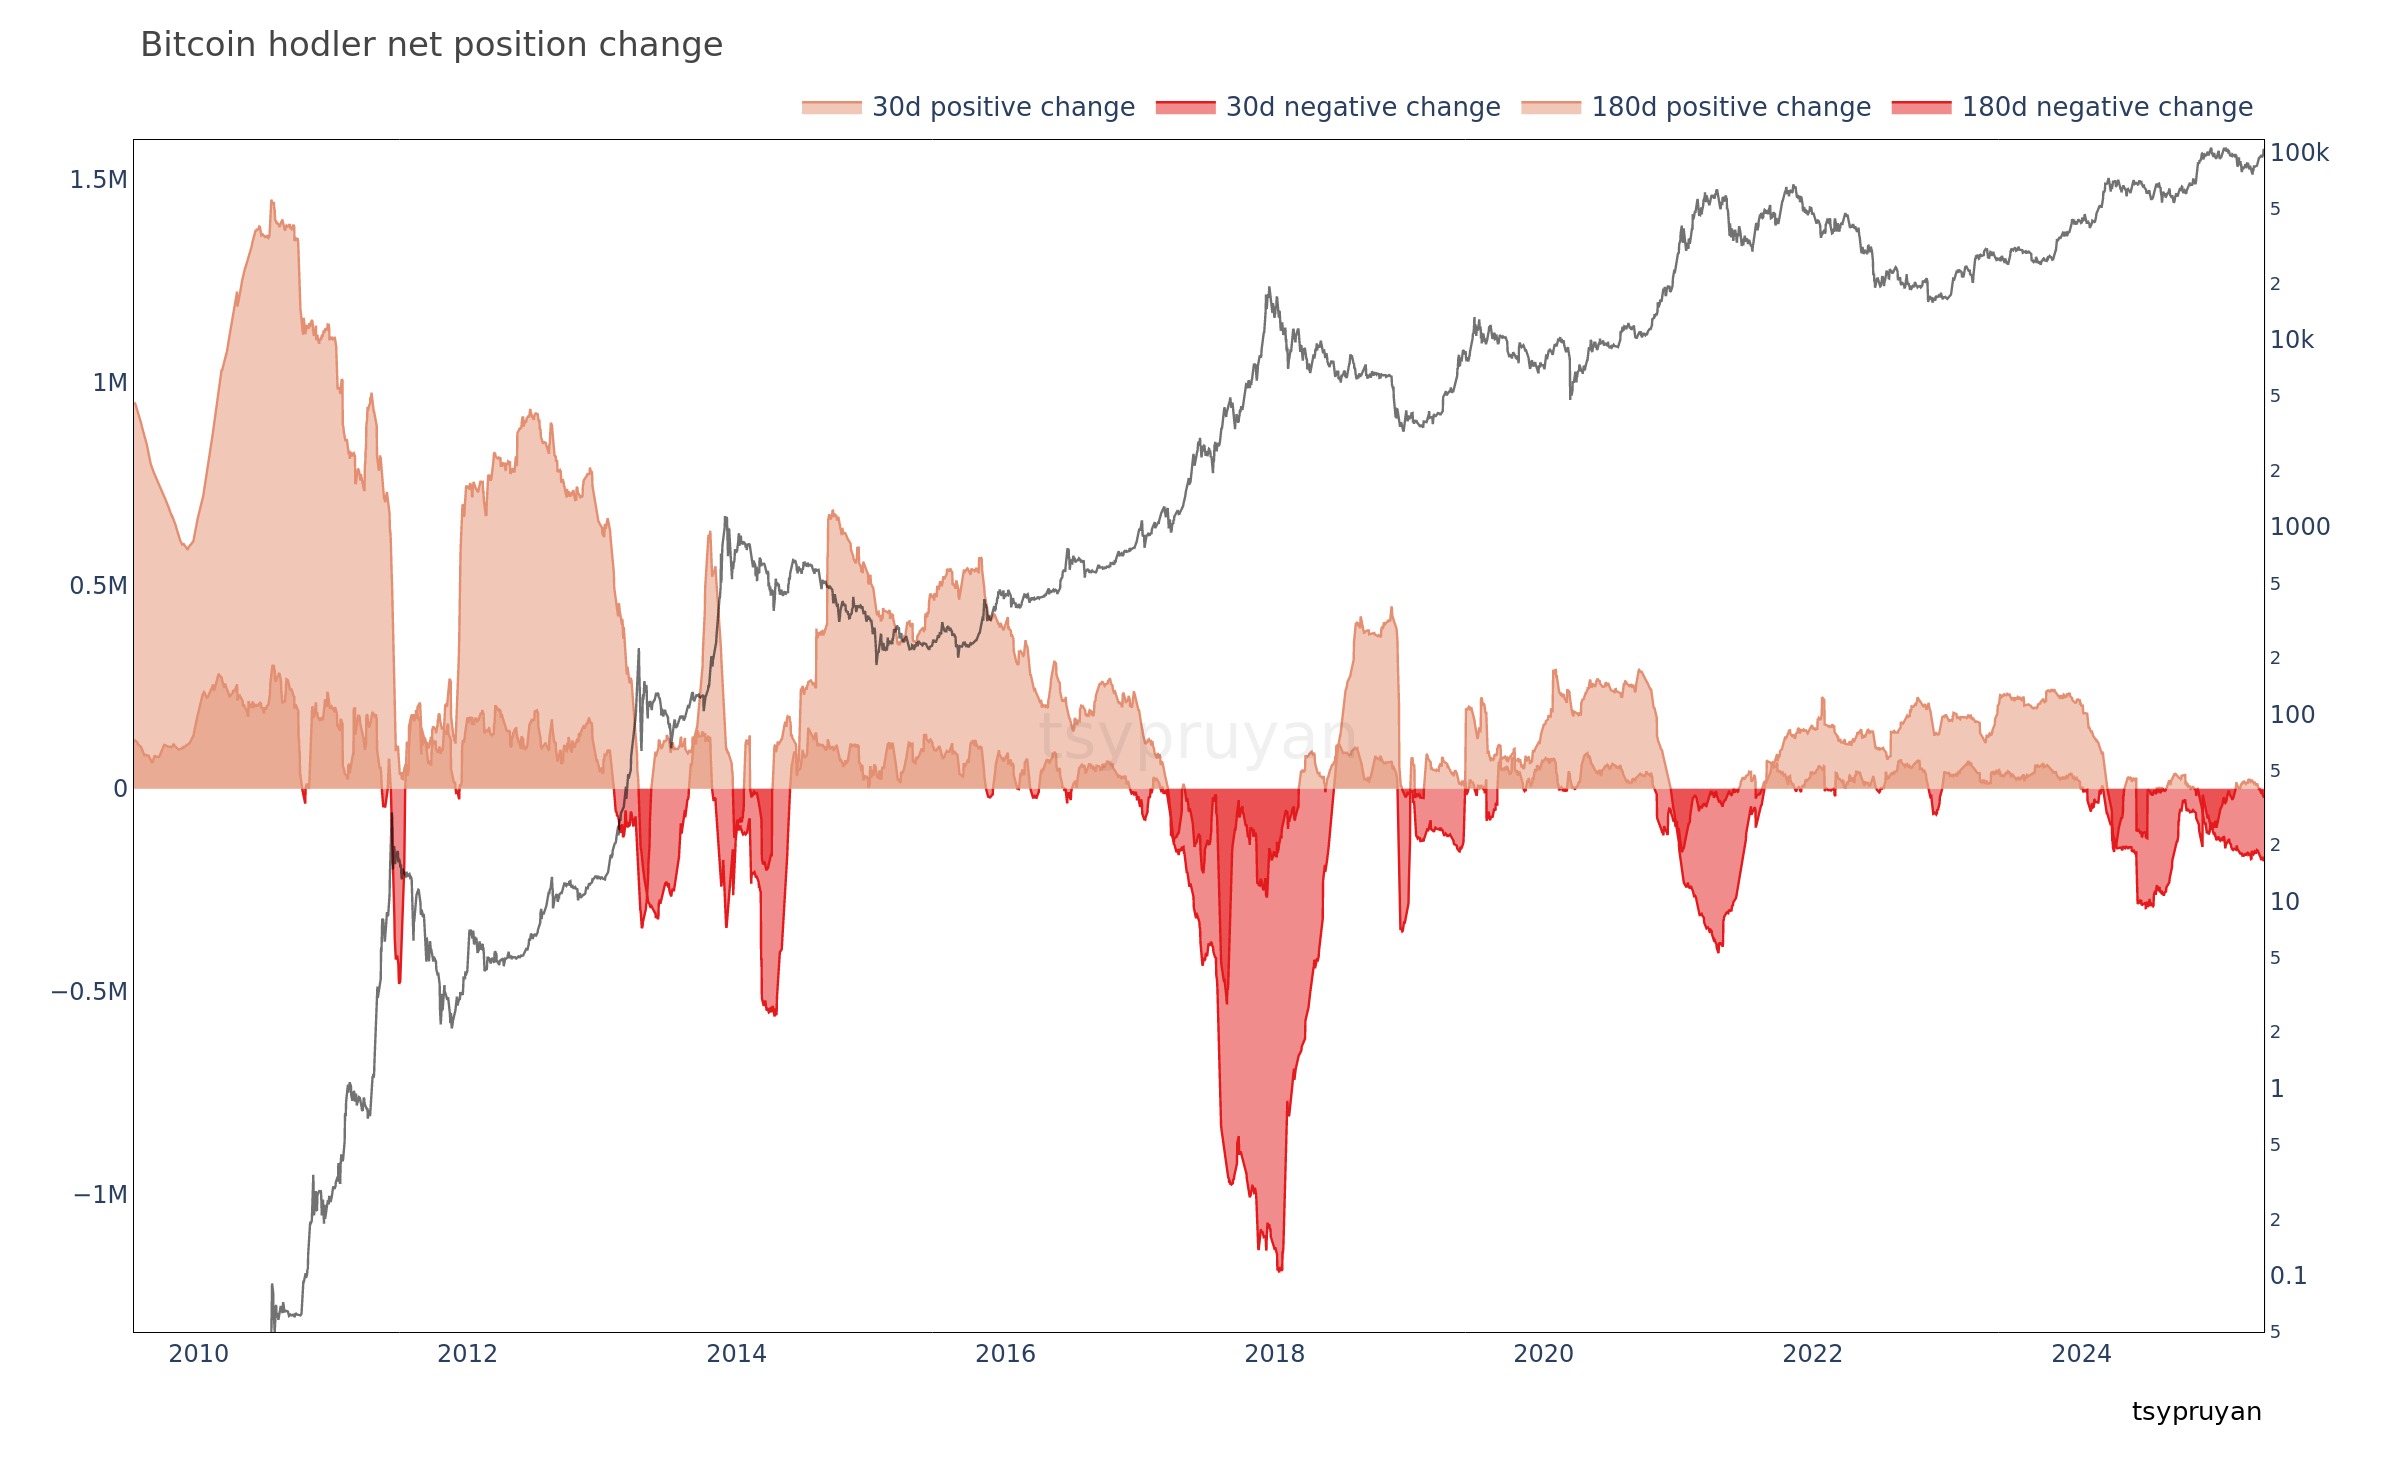 Bitcoin hodler net position change
30d positive change 30d negative change 180d positive change 180d negative change
1.5M
1M
0.5M
0
−0.5M
−1M
100k
5
2
10k
5
2
1000
5
2
100
5
2
10
5
2
1
5
2
0.1
5
tsypruyan
2010 2012 2014 2016 2018 2020 2022 2024
tsypruyan